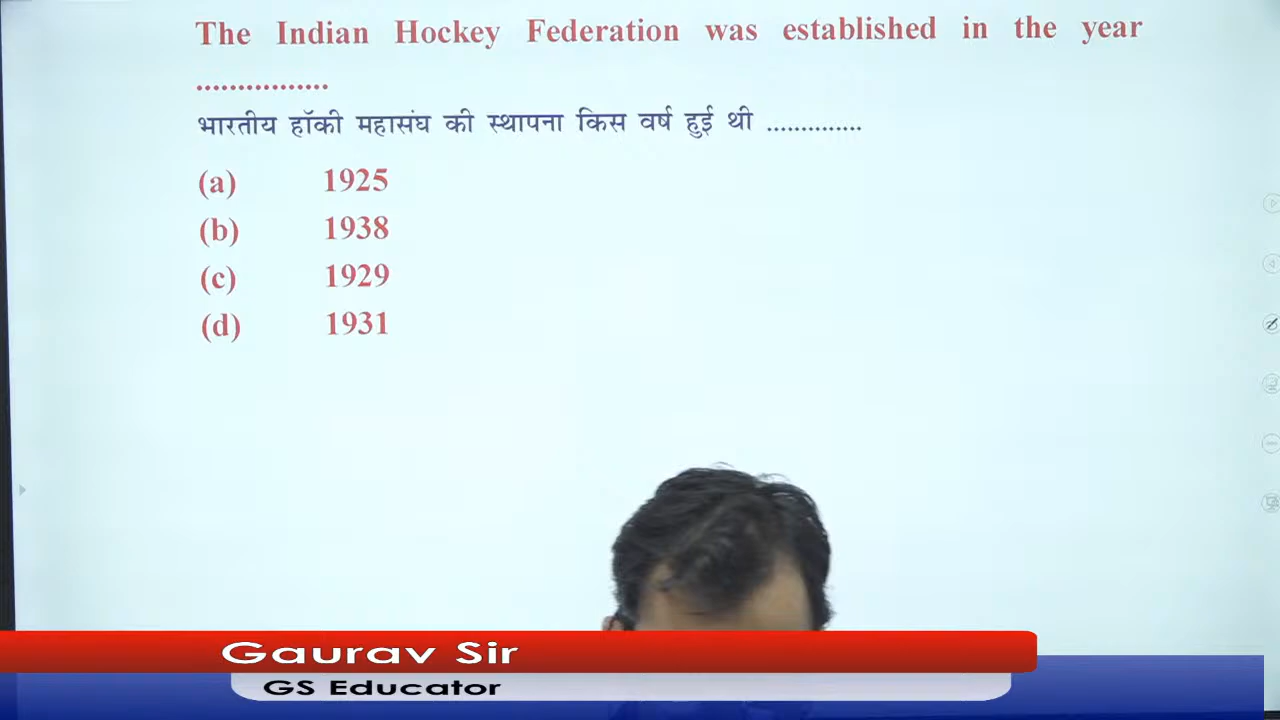 The Indian Hockey Federation was established in the year
................
भारतीय हॉकी महासंघ की स्थापना किस वर्ष हुई थी ..............
(a) 1925
(b) 1938
(c) 1929
(d) 1931
Gaurav Sir
GS Educator